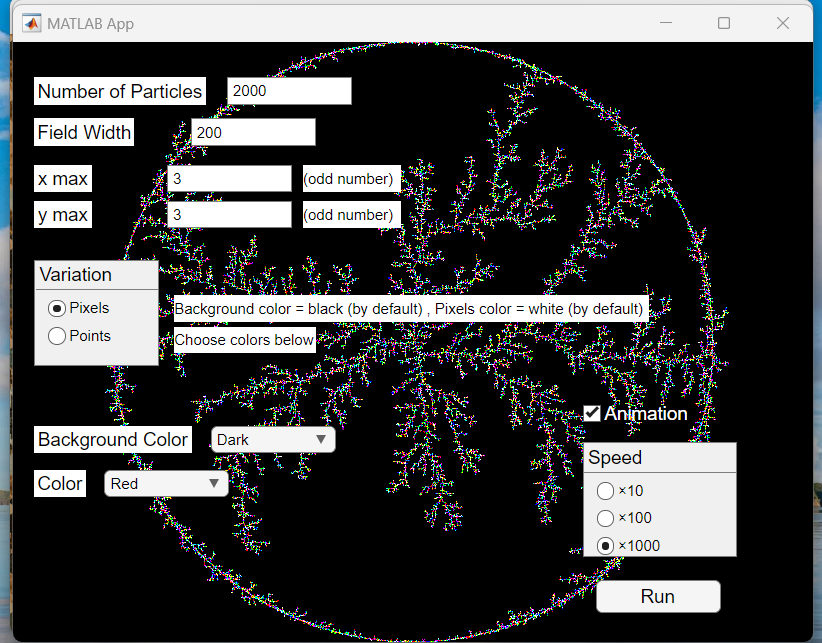 MATLAB App
Number of Particles 2000
Field Width 200
x max 3 (odd number)
y max 3 (odd number)
Variation
Pixels
Background color = black (by default) , Pixels color = white (by default)
Points
Choose colors below
Animation
Background Color Dark
Speed
Color Red
×10
×100
×1000
Run